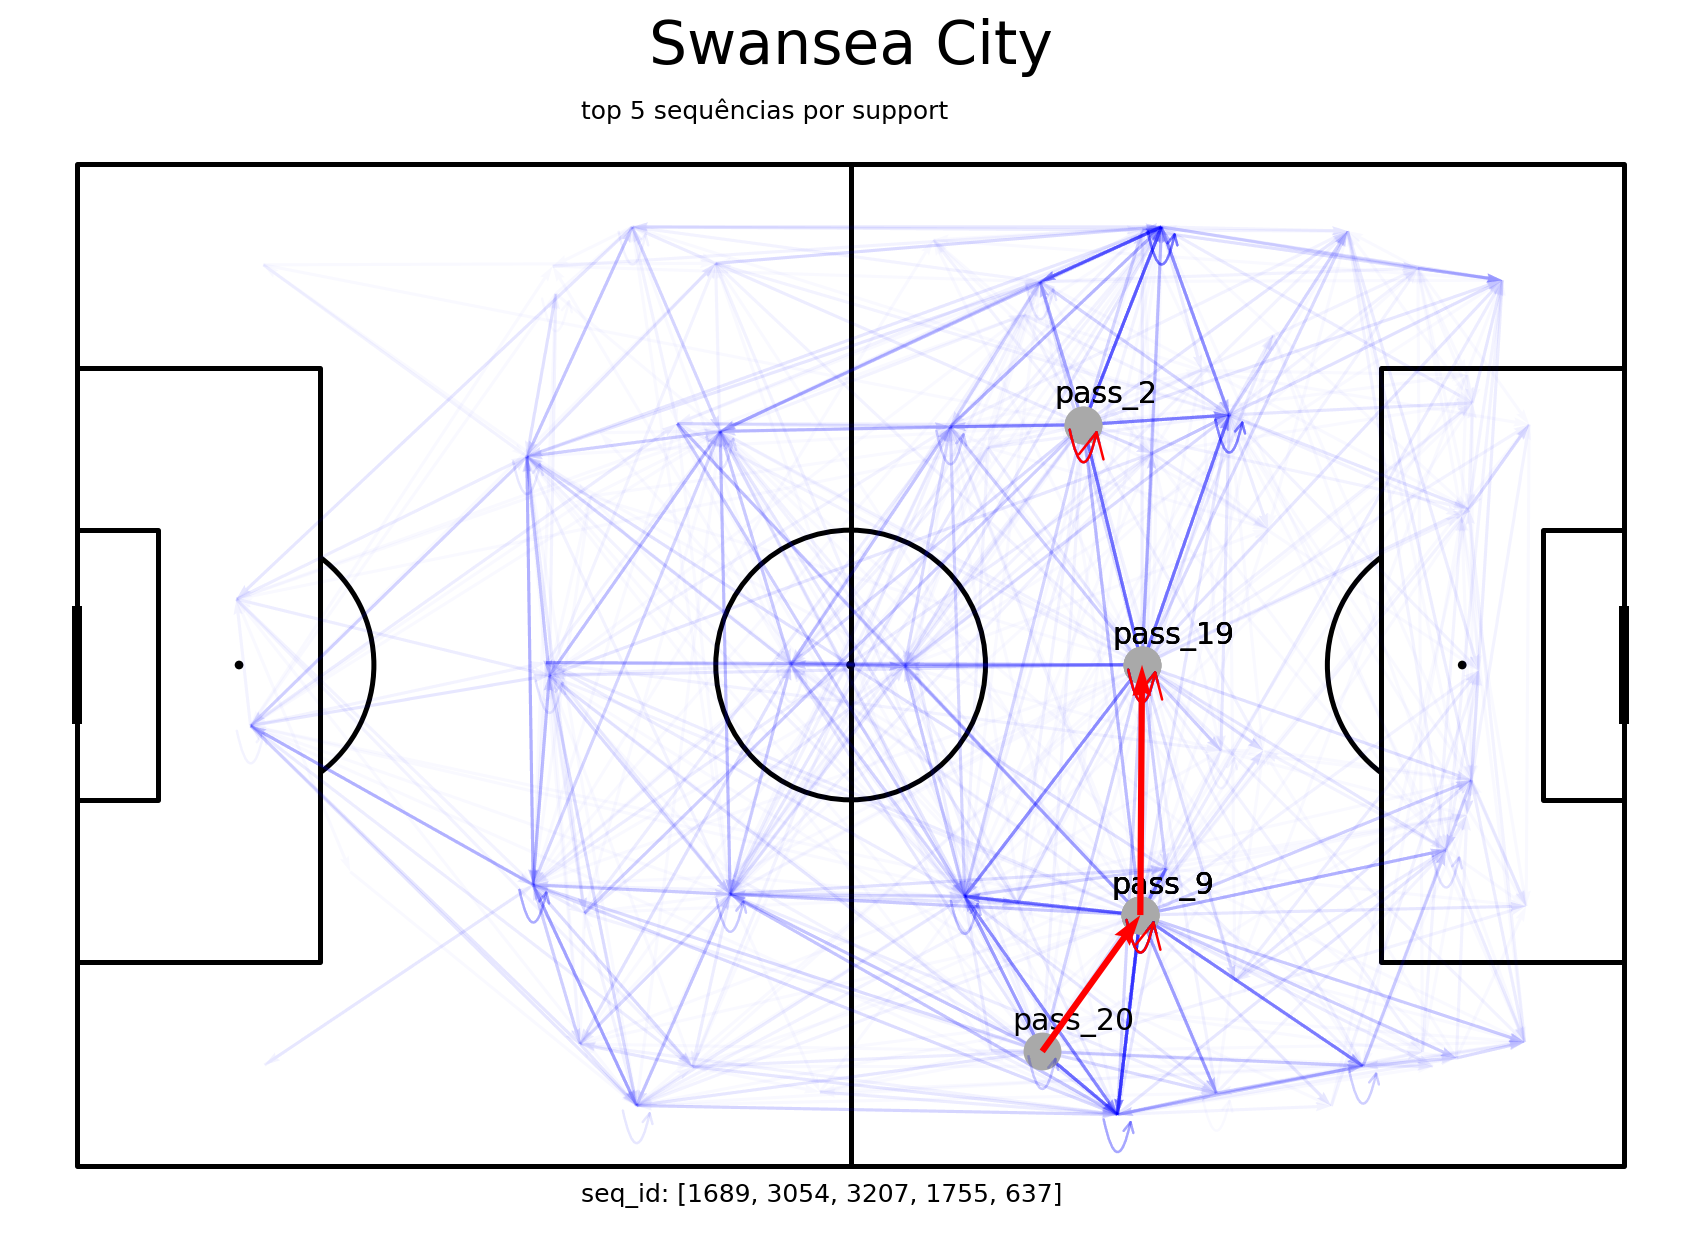 Swansea City
top 5 sequências por support
pass_2
pass_19
pass_9
pass_20
seq_id: [1689, 3054, 3207, 1755, 637]